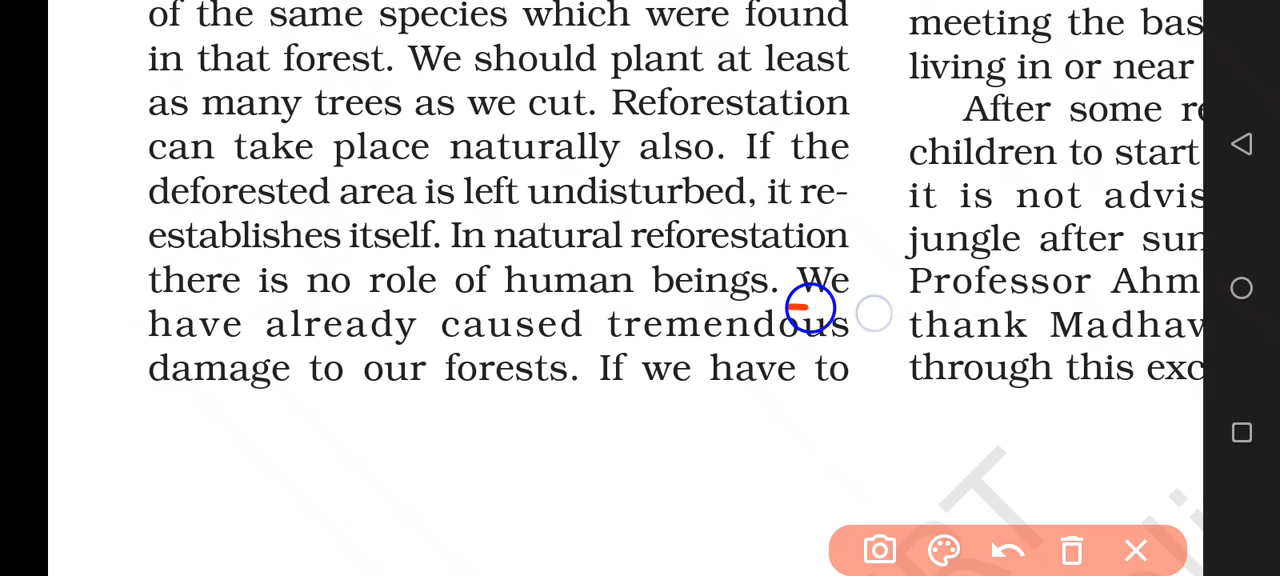 of the same species which were found
in that forest. We should plant at least
as many trees as we cut. Reforestation
can take place naturally also. If the
deforested area is left undisturbed, it re-
establishes itself. In natural reforestation
there is no role of human beings. We
have already caused tremendous
damage to our forests. If we have to
meeting the bas
living in or near
After some re
children to start
it is not advis
jungle after sun
Professor Ahm
thank Madhav
through this exc